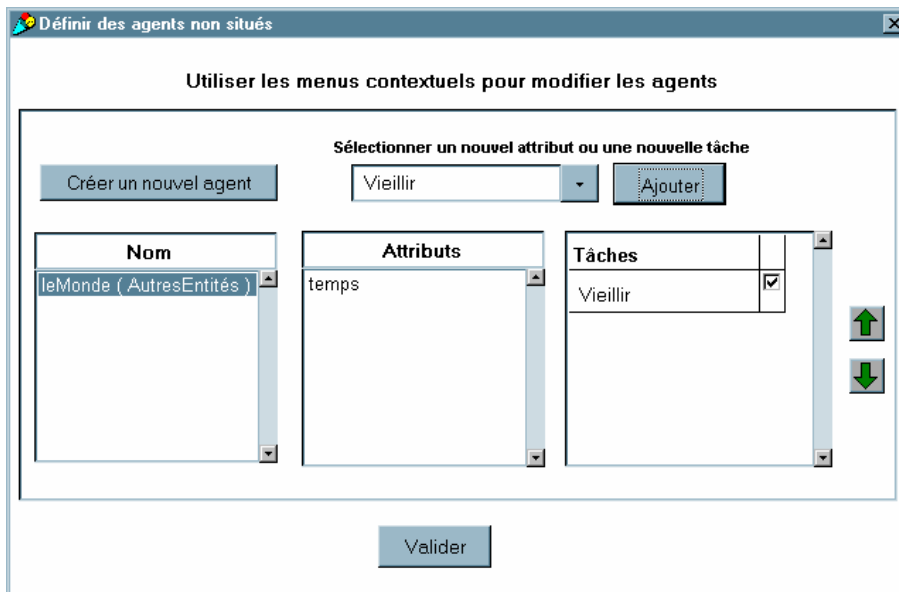 Définir des agents non situés
Utiliser les menus contextuels pour modifier les agents
Sélectionner un nouvel attribut ou une nouvelle tâche
Créer un nouvel agent
Vieillir
Ajouter
Nom
Attributs
Tâches
leMonde ( AutresEntités )
temps
Vieillir
Valider